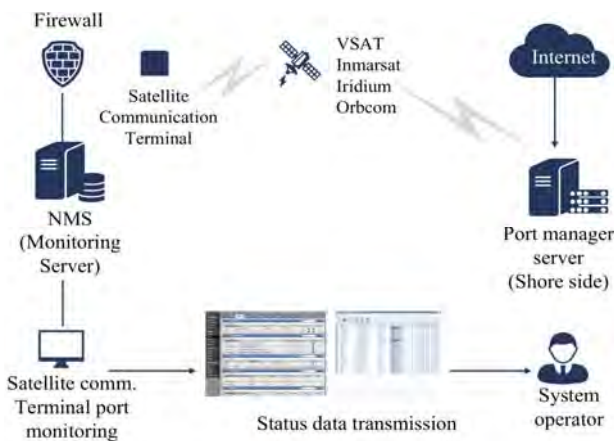 Firewall
Satellite
Communication
Terminal
VSAT
Inmarsat
Iridium
Orbcom
Internet
NMS
(Monitoring
Server)
Port manager
server
(Shore side)
Satellite comm.
Terminal port
monitoring
Status data transmission
System
operator